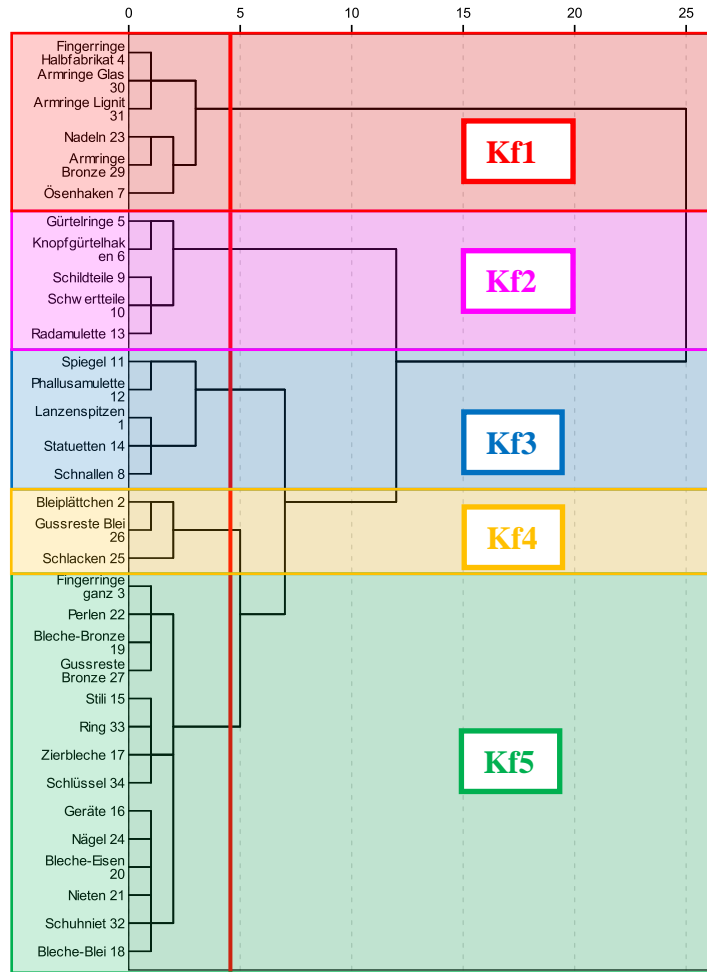 0 5 10 15 20 25
Fingerringe
Halbfabrikat 4
Armringe Glas
30
Armringe Lignit
31
Nadeln 23
Armringe
Bronze 29
Ösenhaken 7
Kf1
Gürtelringe 5
Knopfgürtelhak
en 6
Schildteile 9
Schwertteile
10
Radamulette 13
Kf2
Spiegel 11
Phallusamulette
12
Lanzenspitzen
1
Statuetten 14
Schnallen 8
Kf3
Bleiplättchen 2
Gussreste Blei
26
Schlacken 25
Kf4
Fingerringe
ganz 3
Perlen 22
Bleche-Bronze
19
Gussreste
Bronze 27
Stili 15
Ring 33
Zierbleche 17
Schlüssel 34
Geräte 16
Nägel 24
Bleche-Eisen
20
Nieten 21
Schuhniet 32
Bleche-Blei 18
Kf5